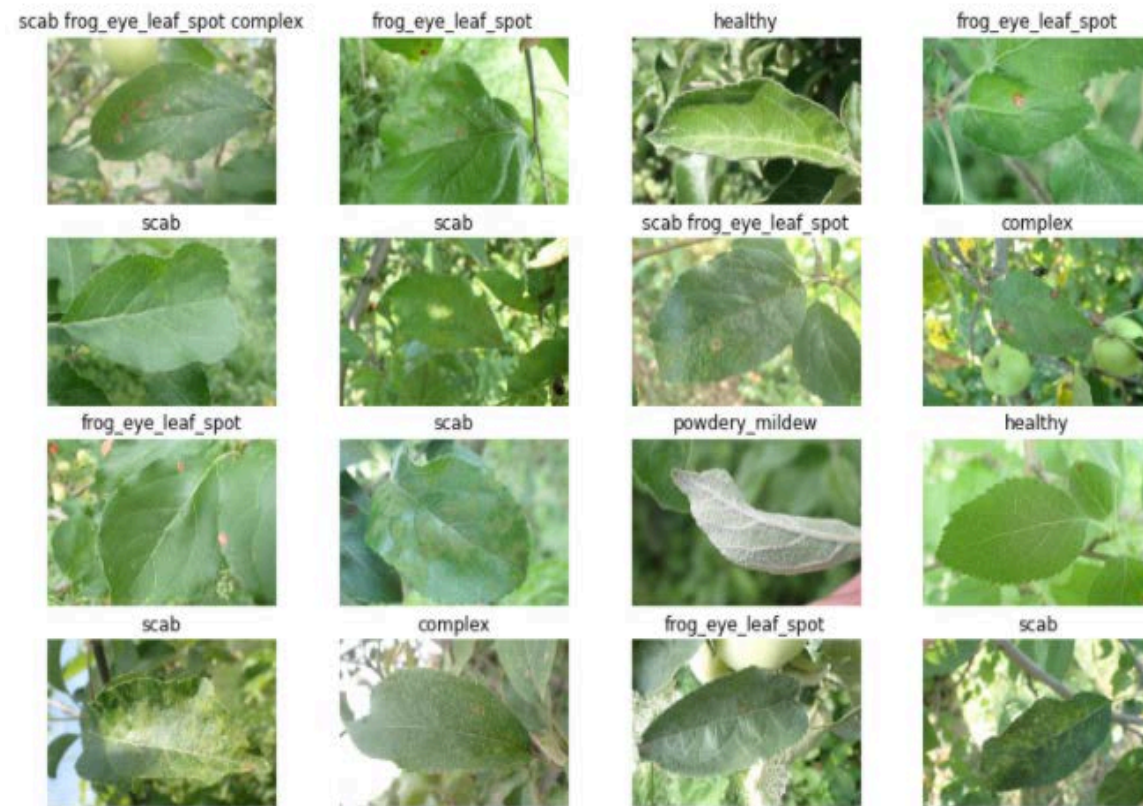 scab frog_eye_leaf_spot complex
frog_eye_leaf_spot
healthy
frog_eye_leaf_spot
scab
scab
scab frog_eye_leaf_spot
complex
frog_eye_leaf_spot
scab
powdery_mildew
healthy
scab
complex
frog_eye_leaf_spot
scab